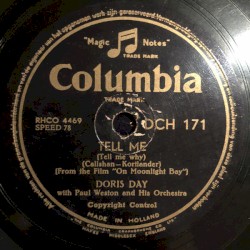 "Magic Notes"
TRADE MARK
Columbia
TRADE MARK
RHCO 4469
SPEED 78
DCH 171
TELL ME
(Tell me why)
(Callahan-Kortlander)
(From the Film "On Moonlight Bay")
DORIS DAY
with Paul Weston and His Orchestra
Copyright Control
MADE IN HOLLAND